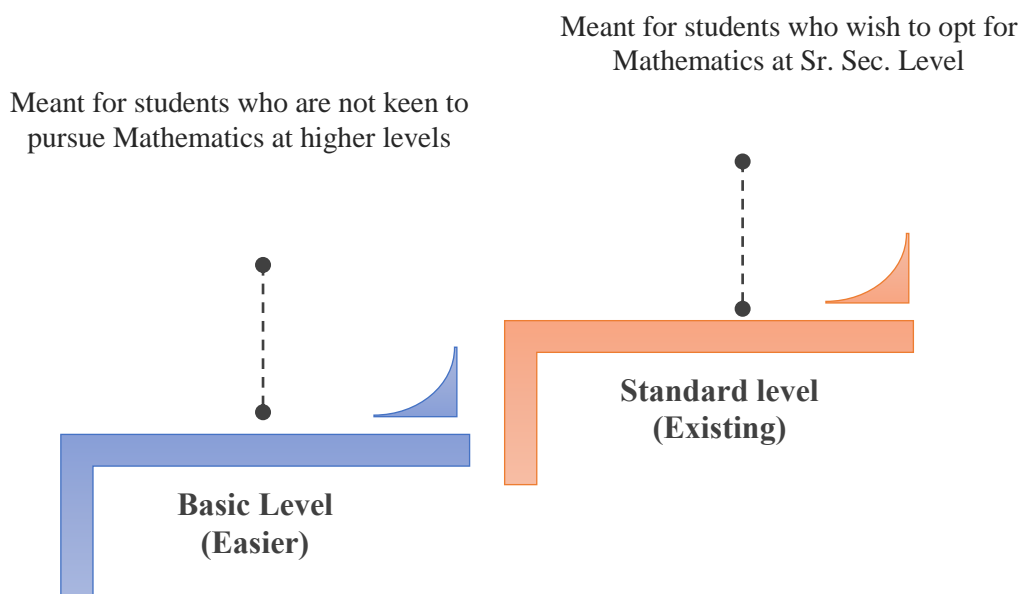 Meant for students who wish to opt for
Mathematics at Sr. Sec. Level
Meant for students who are not keen to
pursue Mathematics at higher levels
Standard level
(Existing)
Basic Level
(Easier)